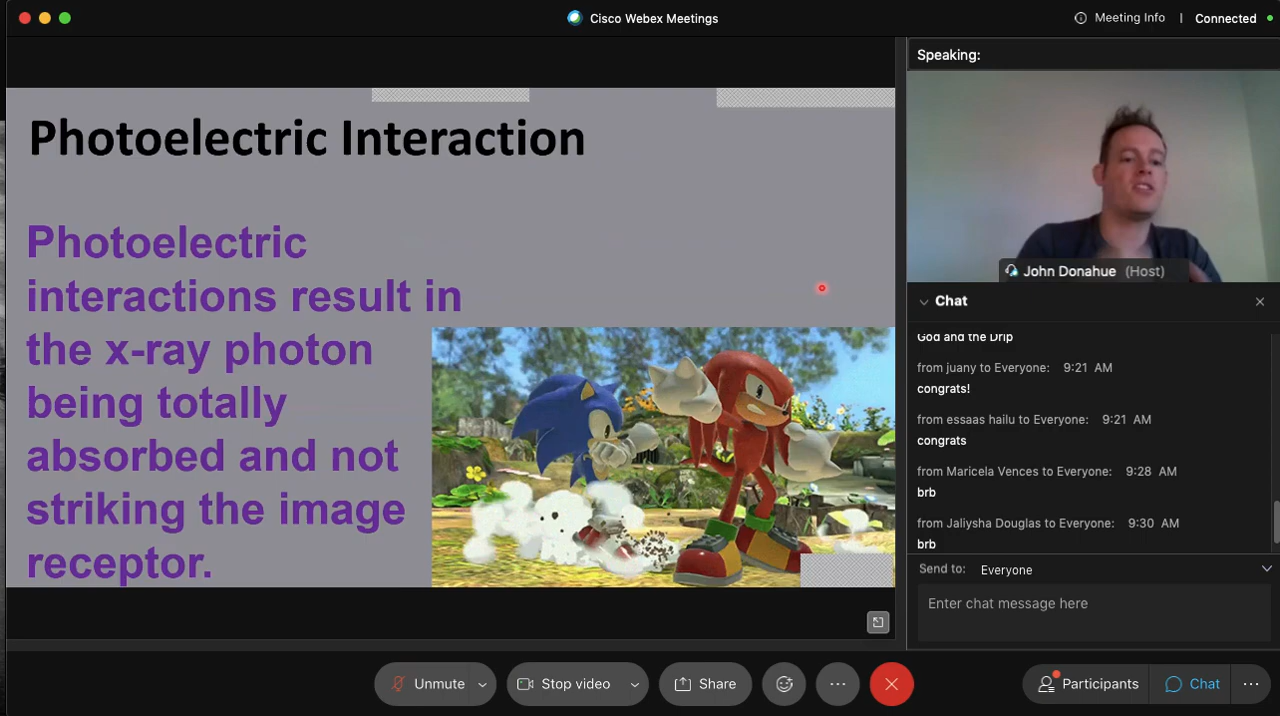 Cisco Webex Meetings
Meeting Info
Connected
Photoelectric Interaction
Photoelectric
interactions result in
the x-ray photon
being totally
absorbed and not
striking the image
receptor.
Speaking:
John Donahue (Host)
Chat
God and the Drip
from juany to Everyone: 9:21 AM
congrats!
from essaas hailu to Everyone: 9:21 AM
congrats
from Maricela Vences to Everyone: 9:28 AM
brb
from Jaliysha Douglas to Everyone: 9:30 AM
brb
Send to: Everyone
Enter chat message here
Unmute
Stop video
Share
Participants
Chat